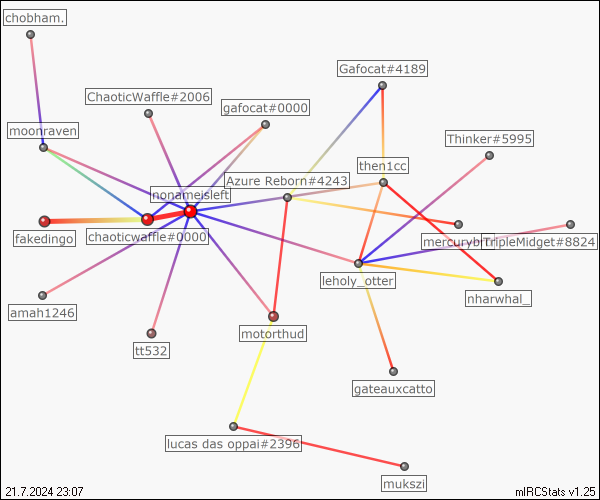 chobham.
Gafocat#4189
ChaoticWaffle#2006
gafocat#0000
moonraven
Thinker#5995
then1cc
Azure Reborn#4243
nonameisleft
fakedingo
chaoticwaffle#0000
TripleMidget#8824
leholy_otter
nharwhal_
amah1246
motorthud
tt532
gateauxcatto
lucas das oppai#2396
mukszi
21.7.2024 23:07
mIRCStats v1.25